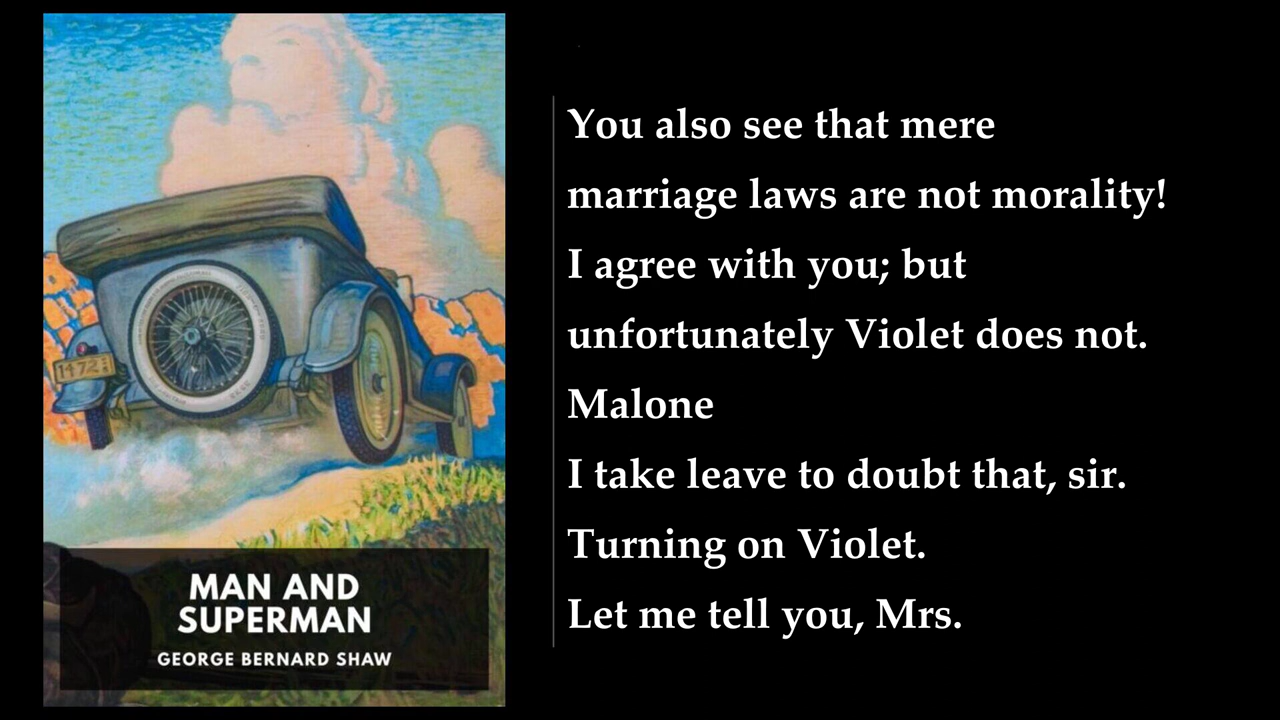 1472
MAN AND
SUPERMAN
GEORGE BERNARD SHAW
You also see that mere
marriage laws are not morality!
I agree with you; but
unfortunately Violet does not.
Malone
I take leave to doubt that, sir.
Turning on Violet.
Let me tell you, Mrs.